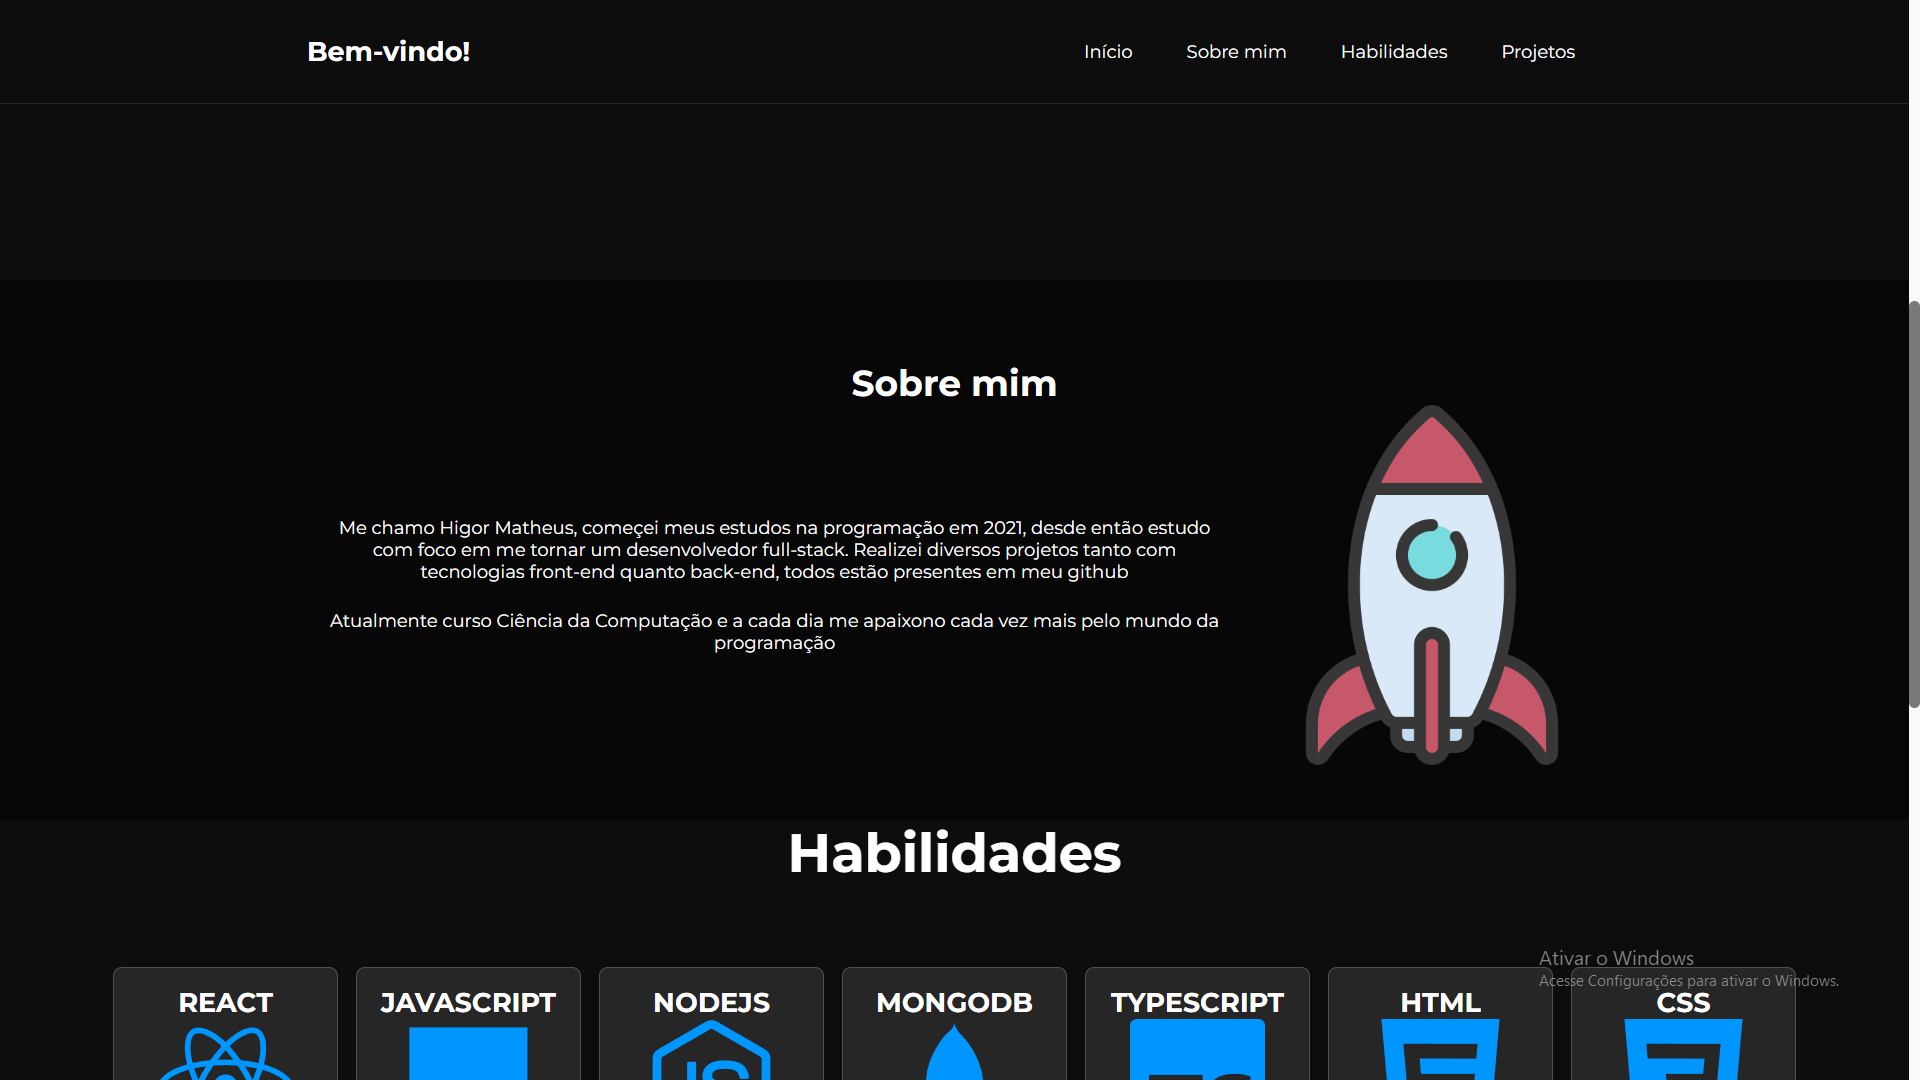 Bem-vindo!
Início
Sobre mim
Habilidades
Projetos
Sobre mim
Me chamo Higor Matheus, começei meus estudos na programação em 2021, desde então estudo
com foco em me tornar um desenvolvedor full-stack. Realizei diversos projetos tanto com
tecnologias front-end quanto back-end, todos estão presentes em meu github
Atualmente curso Ciência da Computação e a cada dia me apaixono cada vez mais pelo mundo da
programação
Habilidades
Ativar o Windows
Acesse Configurações para ativar o Windows.
REACT
JAVASCRIPT
NODEJS
MONGODB
TYPESCRIPT
HTML
CSS
JS